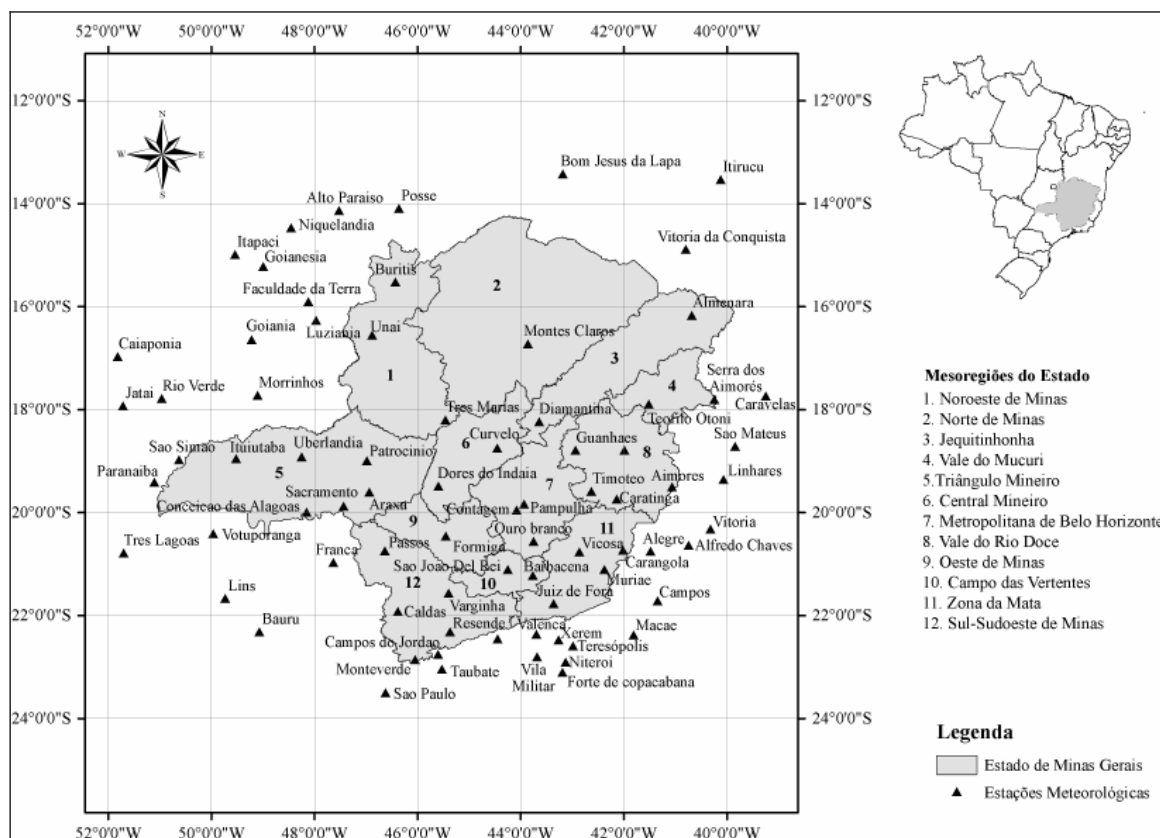 52°0'0"W 50°0'0"W 48°0'0"W 46°0'0"W 44°0'0"W 42°0'0"W 40°0'0"W
12°0'0"S 12°0'0"S
N
W E
S
Bom Jesus da Lapa
Itirucu
14°0'0"S 14°0'0"S
Alto Paraiso
Posse
Niquelandia
Itapaci
Goianesia
Vitoria da Conquista
Buritis
2
16°0'0"S 16°0'0"S
Faculdade da Terra
Almenara
Goiania
Luziania
Unai
Montes Claros
Caiaponia
3
1
4
Serra dos
Aimorés
Jatai
Rio Verde
Morrinhos
Caravelas
18°0'0"S 18°0'0"S
Tres Marias
Diamantina
Teofilo Otoni
Sao Simao
Ituiutaba
Uberlandia
Patrocinio
6
Curvelo
Guanhaes
8
Sao Mateus
Paranaiba
5
Dores do Indaia
7
Timoteo
Aimores
Linhares
Sacramento
Araxa
Conceicao das Alagoas
Contagem
Pampulha
Caratinga
20°0'0"S 20°0'0"S
9
Ouro branco
11
Vitoria
Tres Lagoas
Votuporanga
Franca
Passos
Formiga
Vicosa
Alegre
Alfredo Chaves
Sao Joao Del Rei
Barbacena
Carangola
12
10
Muriae
Lins
Juiz de Fora
Campos
22°0'0"S 22°0'0"S
Caldas
Varginha
Bauru
Resende
Valenca
Xerem
Macae
Campos do Jordao
Teresópolis
Monteverde
Taubate
Vila
Militar
Niteroi
Forte de copacabana
Sao Paulo
24°0'0"S 24°0'0"S
52°0'0"W 50°0'0"W 48°0'0"W 46°0'0"W 44°0'0"W 42°0'0"W 40°0'0"W
Mesoregiões do Estado
1. Noroeste de Minas
2. Norte de Minas
3. Jequitinhonha
4. Vale do Mucuri
5.Triângulo Mineiro
6. Central Mineiro
7. Metropolitana de Belo Horizonte
8. Vale do Rio Doce
9. Oeste de Minas
10. Campo das Vertentes
11. Zona da Mata
12. Sul-Sudoeste de Minas
Legenda
Estado de Minas Gerais
Estações Meteorológicas